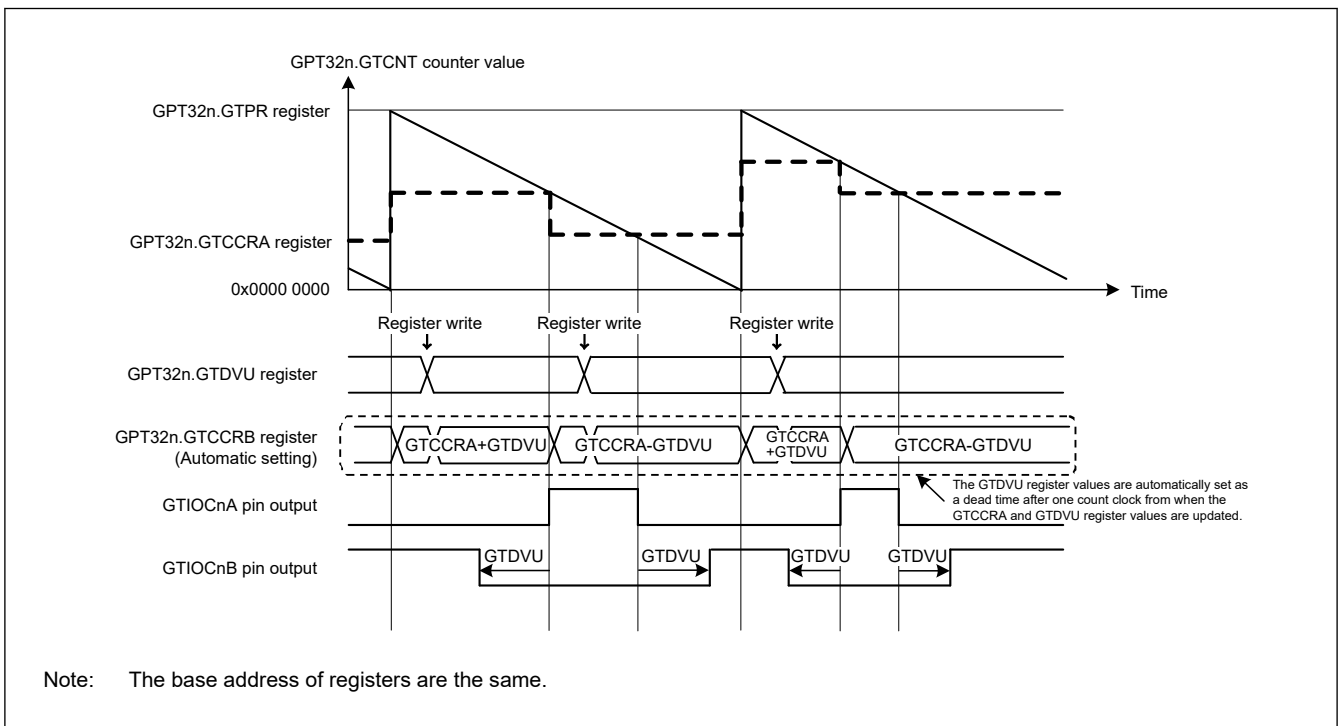 GPT32n.GTCNT counter value
GPT32n.GTPR register
GPT32n.GTCCRA register
0x0000 0000
Time
Register write
Register write
Register write
GPT32n.GTDVU register
GPT32n.GTCCRB register
(Automatic setting)
GTCCRA+GTDVU
GTCCRA-GTDVU
GTCCRA
+GTDVU
GTCCRA-GTDVU
The GTDVU register values are automatically set as
a dead time after one count clock from when the
GTCCRA and GTDVU register values are updated.
GTIOCnA pin output
GTIOCnB pin output
GTDVU
GTDVU
GTDVU
GTDVU
Note: The base address of registers are the same.